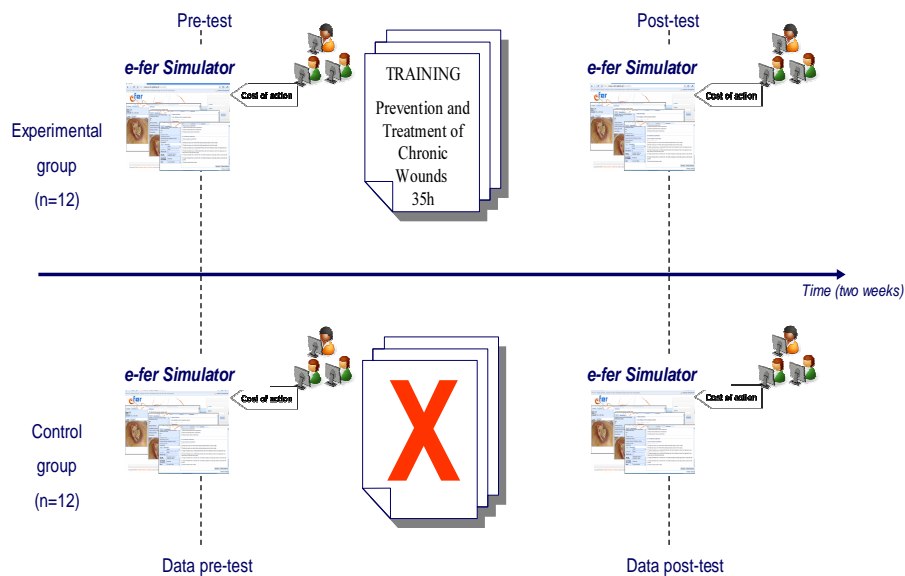 Pre-test
Post-test
e-fer Simulator
Cost of action
TRAINING
Prevention and
Treatment of
Chronic
Wounds
35h
e-fer Simulator
Cost of action
Experimental
group
(n=12)
Time (two weeks)
e-fer Simulator
Cost of action
X
e-fer Simulator
Cost of action
Control
group
(n=12)
Data pre-test
Data post-test